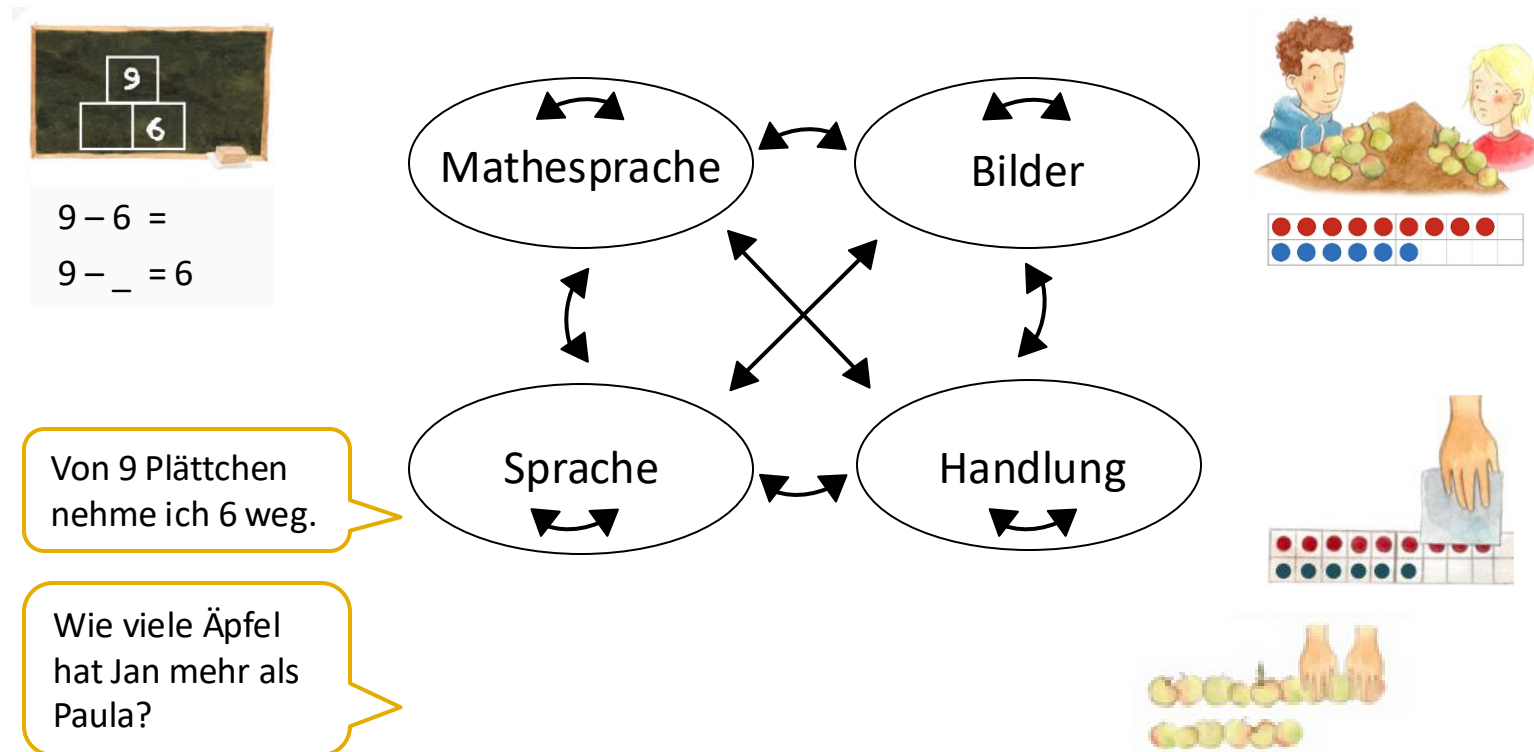 9
6
9 – 6 =
9 – _ = 6
Mathesprache
Bilder
Sprache
Handlung
Von 9 Plättchen
nehme ich 6 weg.
Wie viele Äpfel
hat Jan mehr als
Paula?